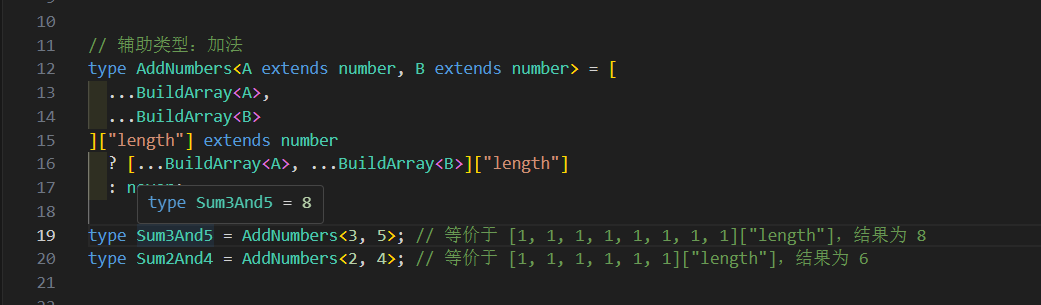 10
11 // 辅助类型：加法
12 type AddNumbers<A extends number, B extends number> = [
13   ...BuildArray<A>,
14   ...BuildArray<B>
15 ]["length"] extends number
16   ? [...BuildArray<A>, ...BuildArray<B>]["length"]
17   : never;
type Sum3And5 = 8
18
19 type Sum3And5 = AddNumbers<3, 5>; // 等价于 [1, 1, 1, 1, 1, 1, 1, 1]["length"]，结果为 8
20 type Sum2And4 = AddNumbers<2, 4>; // 等价于 [1, 1, 1, 1, 1, 1]["length"]，结果为 6
21